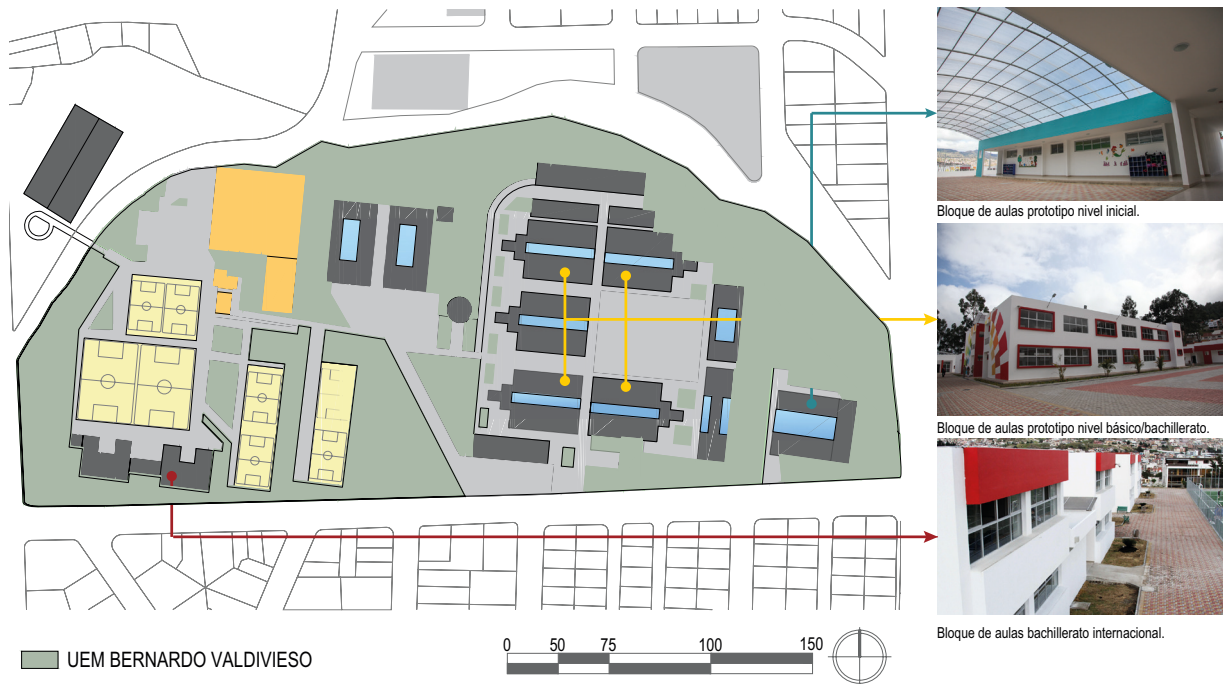 Bloque de aulas prototipo nivel inicial.
Bloque de aulas prototipo nivel básico/bachillerato.
Bloque de aulas bachillerato internacional.
UEM BERNARDO VALDIVIESO
0 50 75 100 150